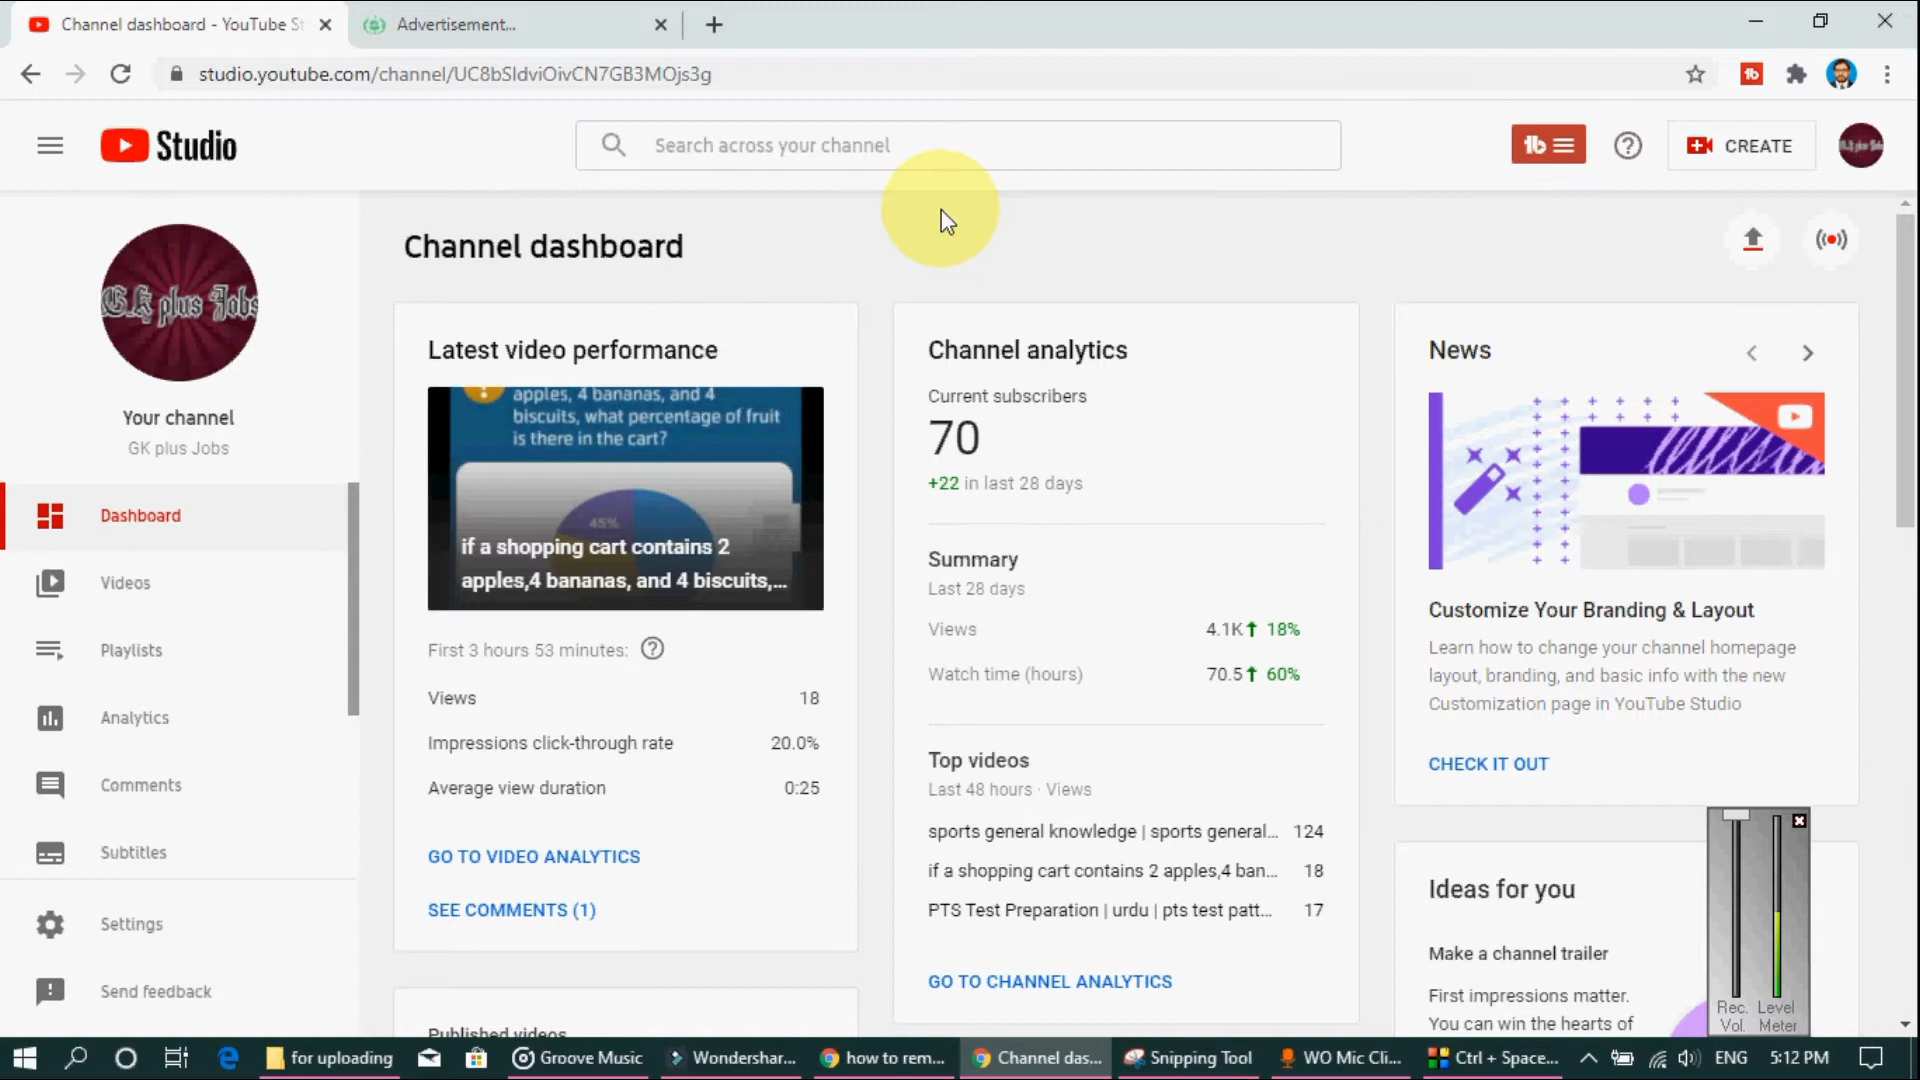 Channel dashboard - YouTube St
Advertisement...
studio.youtube.com/channel/UC8bSIdviOivCN7GB3MOjs3g
Studio
Search across your channel
CREATE
G.K plus Jobs
Your channel
GK plus Jobs
Dashboard
Videos
Playlists
Analytics
Comments
Subtitles
Settings
Send feedback
Channel dashboard
Latest video performance
apples, 4 bananas, and 4
biscuits, what percentage of fruit
is there in the cart?
45%
if a shopping cart contains 2
apples,4 bananas, and 4 biscuits,...
First 3 hours 53 minutes:
Views 18
Impressions click-through rate 20.0%
Average view duration 0:25
GO TO VIDEO ANALYTICS
SEE COMMENTS (1)
Published videos
Channel analytics
Current subscribers
70
+22 in last 28 days
Summary
Last 28 days
Views 4.1K 18%
Watch time (hours) 70.5 60%
Top videos
Last 48 hours · Views
sports general knowledge | sports general... 124
if a shopping cart contains 2 apples,4 ban... 18
PTS Test Preparation | urdu | pts test patt... 17
GO TO CHANNEL ANALYTICS
News
Customize Your Branding & Layout
Learn how to change your channel homepage
layout, branding, and basic info with the new
Customization page in YouTube Studio
CHECK IT OUT
Ideas for you
Make a channel trailer
First impressions matter.
You can win the hearts of
Rec. Level
Vol. Meter
for uploading
Groove Music
Wondershar...
how to rem...
Channel das...
Snipping Tool
WO Mic Cli...
Ctrl + Space...
ENG
5:12 PM